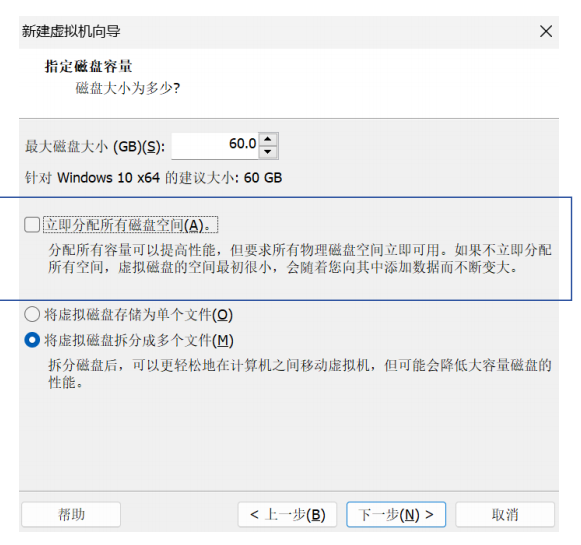 新建虚拟机向导
指定磁盘容量
磁盘大小为多少?
最大磁盘大小 (GB)(S): 60.0
针对 Windows 10 x64 的建议大小: 60 GB
立即分配所有磁盘空间(A)。
分配所有容量可以提高性能，但要求所有物理磁盘空间立即可用。如果不立即分配
所有空间，虚拟磁盘的空间最初很小，会随着您向其中添加数据而不断变大。
将虚拟磁盘存储为单个文件(O)
将虚拟磁盘拆分成多个文件(M)
拆分磁盘后，可以更轻松地在计算机之间移动虚拟机，但可能会降低大容量磁盘的
性能。
帮助 < 上一步(B) 下一步(N) > 取消